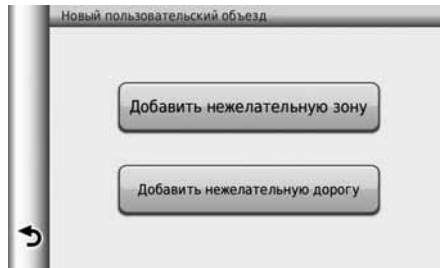 Новый пользовательский объезд
Добавить нежелательную зону
Добавить нежелательную дорогу